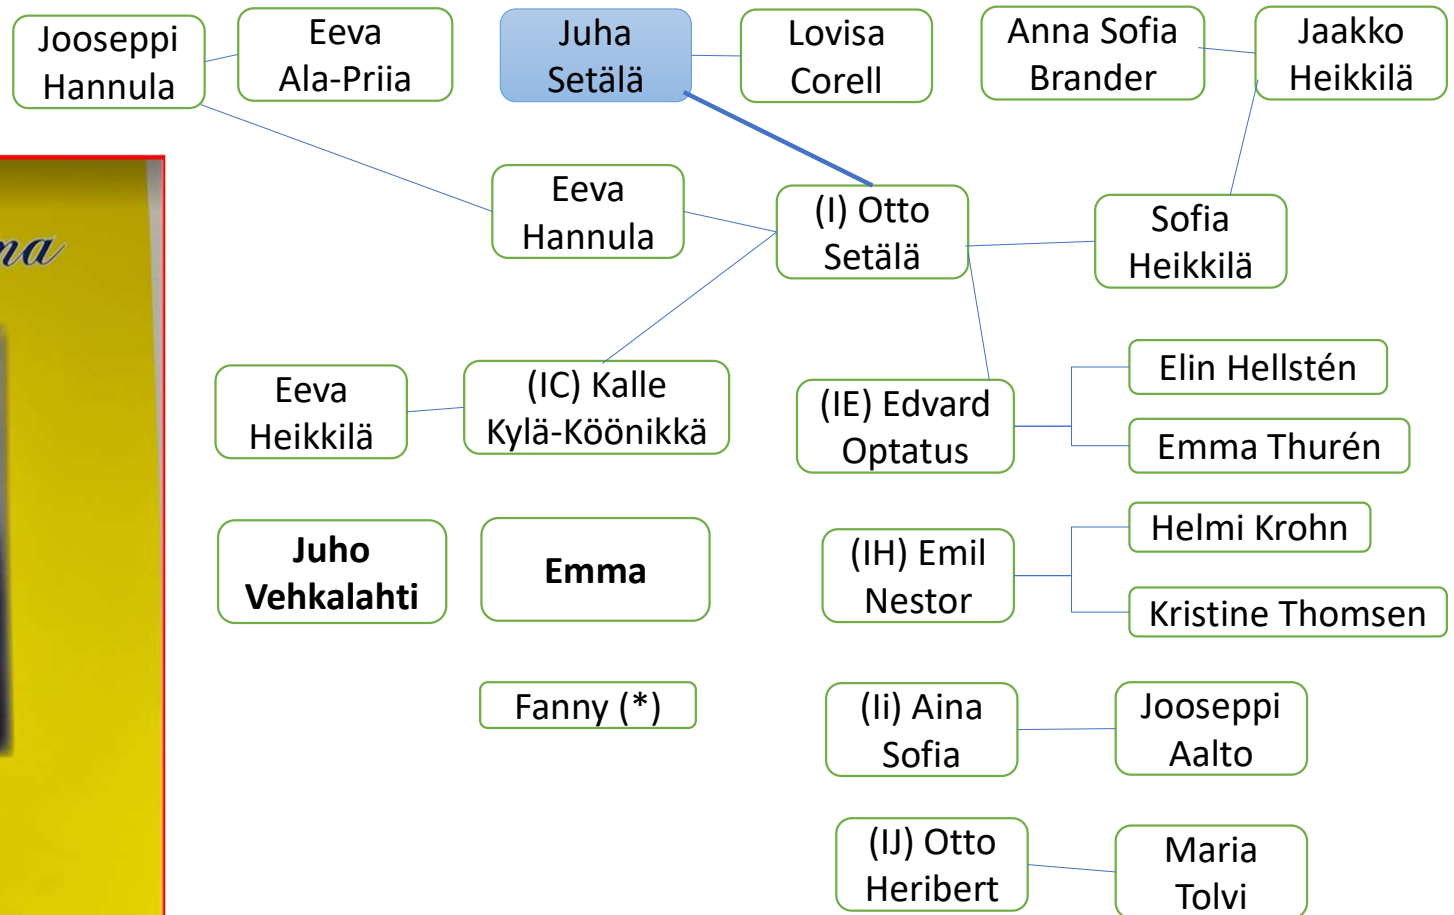 Jooseppi
Hannula
Eeva
Ala-Priia
Juha
Setälä
Lovisa
Corell
Anna Sofia
Brander
Jaakko
Heikkilä
Eeva
Hannula
(I) Otto
Setälä
Sofia
Heikkilä
Eeva
Heikkilä
(IC) Kalle
Kylä-Köönikkä
(IE) Edvard
Optatus
Elin Hellstén
Emma Thurén
Juho
Vehkalahti
Emma
(IH) Emil
Nestor
Helmi Krohn
Kristine Thomsen
Fanny (*)
(Ii) Aina
Sofia
Jooseppi
Aalto
(IJ) Otto
Heribert
Maria
Tolvi